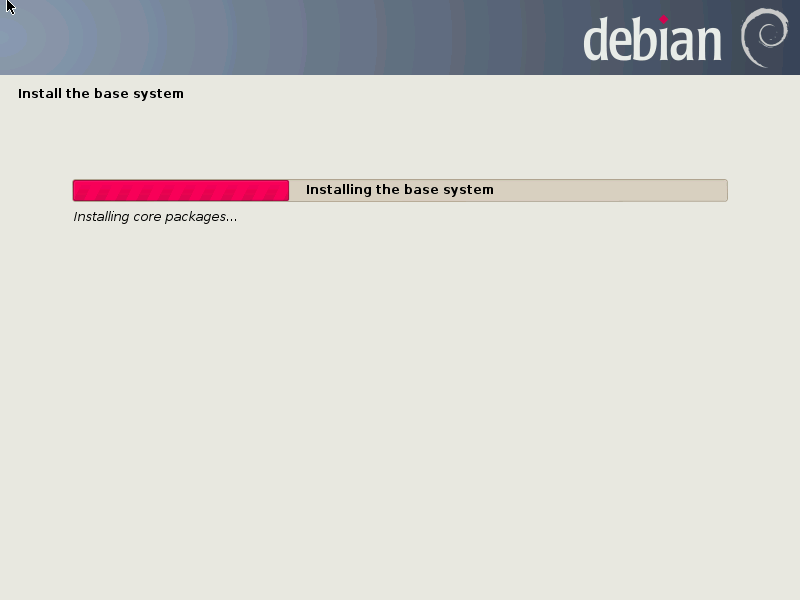 debian
Install the base system
Installing the base system
Installing core packages...